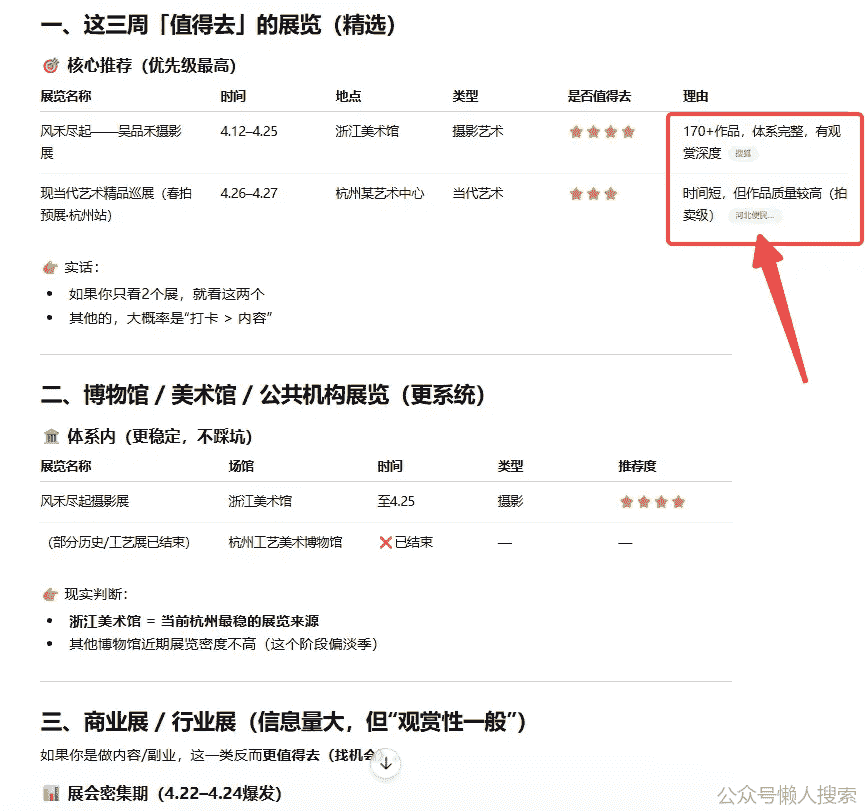 一、这三周「值得去」的展览（精选）
核心推荐（优先级最高）
展览名称 时间 地点 类型 是否值得去 理由
风禾尽起——吴品禾摄影展 4.12–4.25 浙江美术馆 摄影艺术 170+作品，体系完整，有观赏深度 搜狐
现当代艺术精品巡展（春拍预展·杭州站） 4.26–4.27 杭州某艺术中心 当代艺术 时间短，但作品质量较高（拍卖级） 河北便民...
实话：
• 如果你只看2个展，就看这两个
• 其他的，大概率是“打卡 > 内容”
二、博物馆 / 美术馆 / 公共机构展览（更系统）
体系内（更稳定，不踩坑）
展览名称 场馆 时间 类型 推荐度
风禾尽起摄影展 浙江美术馆 至4.25 摄影
（部分历史/工艺展已结束） 杭州工艺美术博物馆 ❌已结束 — —
现实判断：
• 浙江美术馆 = 当前杭州最稳的展览来源
• 其他博物馆近期展览密度不高（这个阶段偏淡季）
三、商业展 / 行业展（信息量大，但“观赏性一般”）
如果你是做内容/副业，这一类反而更值得去（找机会
展会密集期（4.22–4.24爆发）
公众号懒人搜索